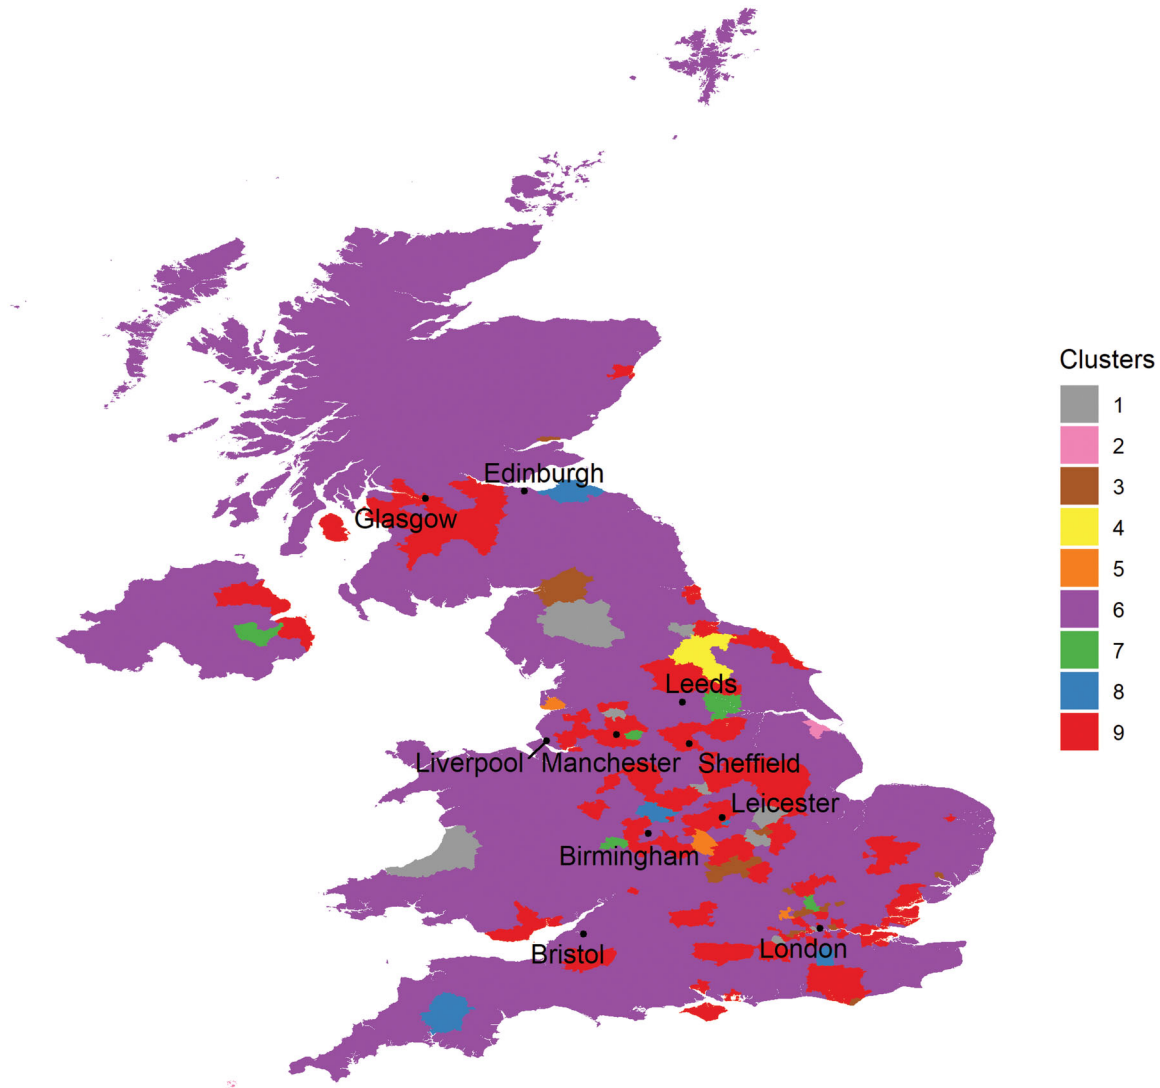 Edinburgh
Glasgow
Clusters
1
2
3
4
5
6
7
8
9
Leeds
Liverpool
Manchester
Sheffield
Leicester
Birmingham
Bristol
London